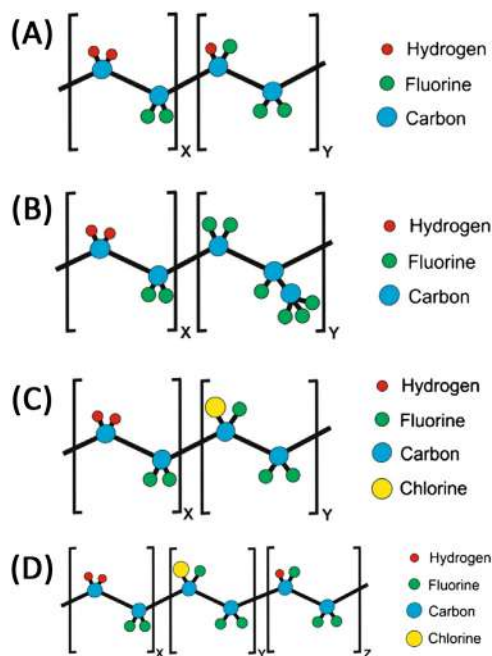 (A)
Hydrogen
Fluorine
Carbon
X Y
(B)
Hydrogen
Fluorine
Carbon
X Y
(C)
Hydrogen
Fluorine
Carbon
Chlorine
X Y
(D)
Hydrogen
Fluorine
Carbon
Chlorine
X Y Z